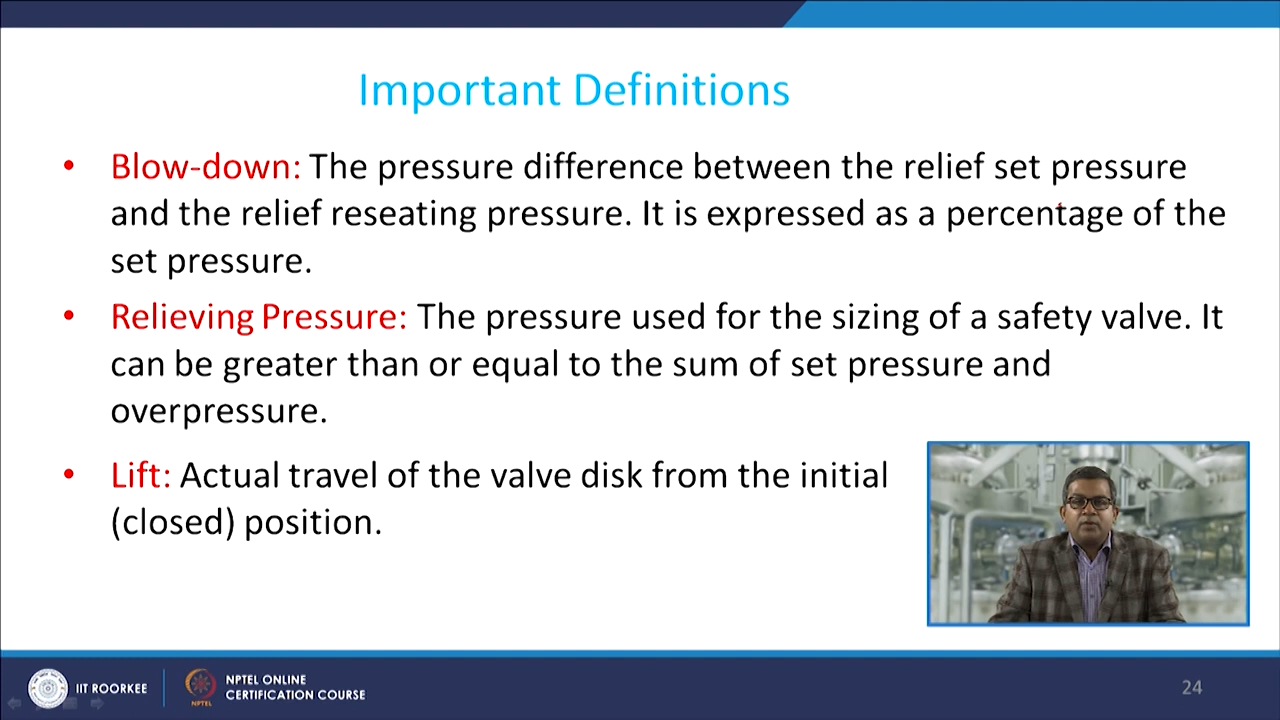 Important Definitions
• Blow-down: The pressure difference between the relief set pressure
and the relief reseating pressure. It is expressed as a percentage of the
set pressure.
• Relieving Pressure: The pressure used for the sizing of a safety valve. It
can be greater than or equal to the sum of set pressure and
overpressure.
• Lift: Actual travel of the valve disk from the initial
(closed) position.
IIT ROORKEE
NPTEL
NPTEL ONLINE
CERTIFICATION COURSE
24